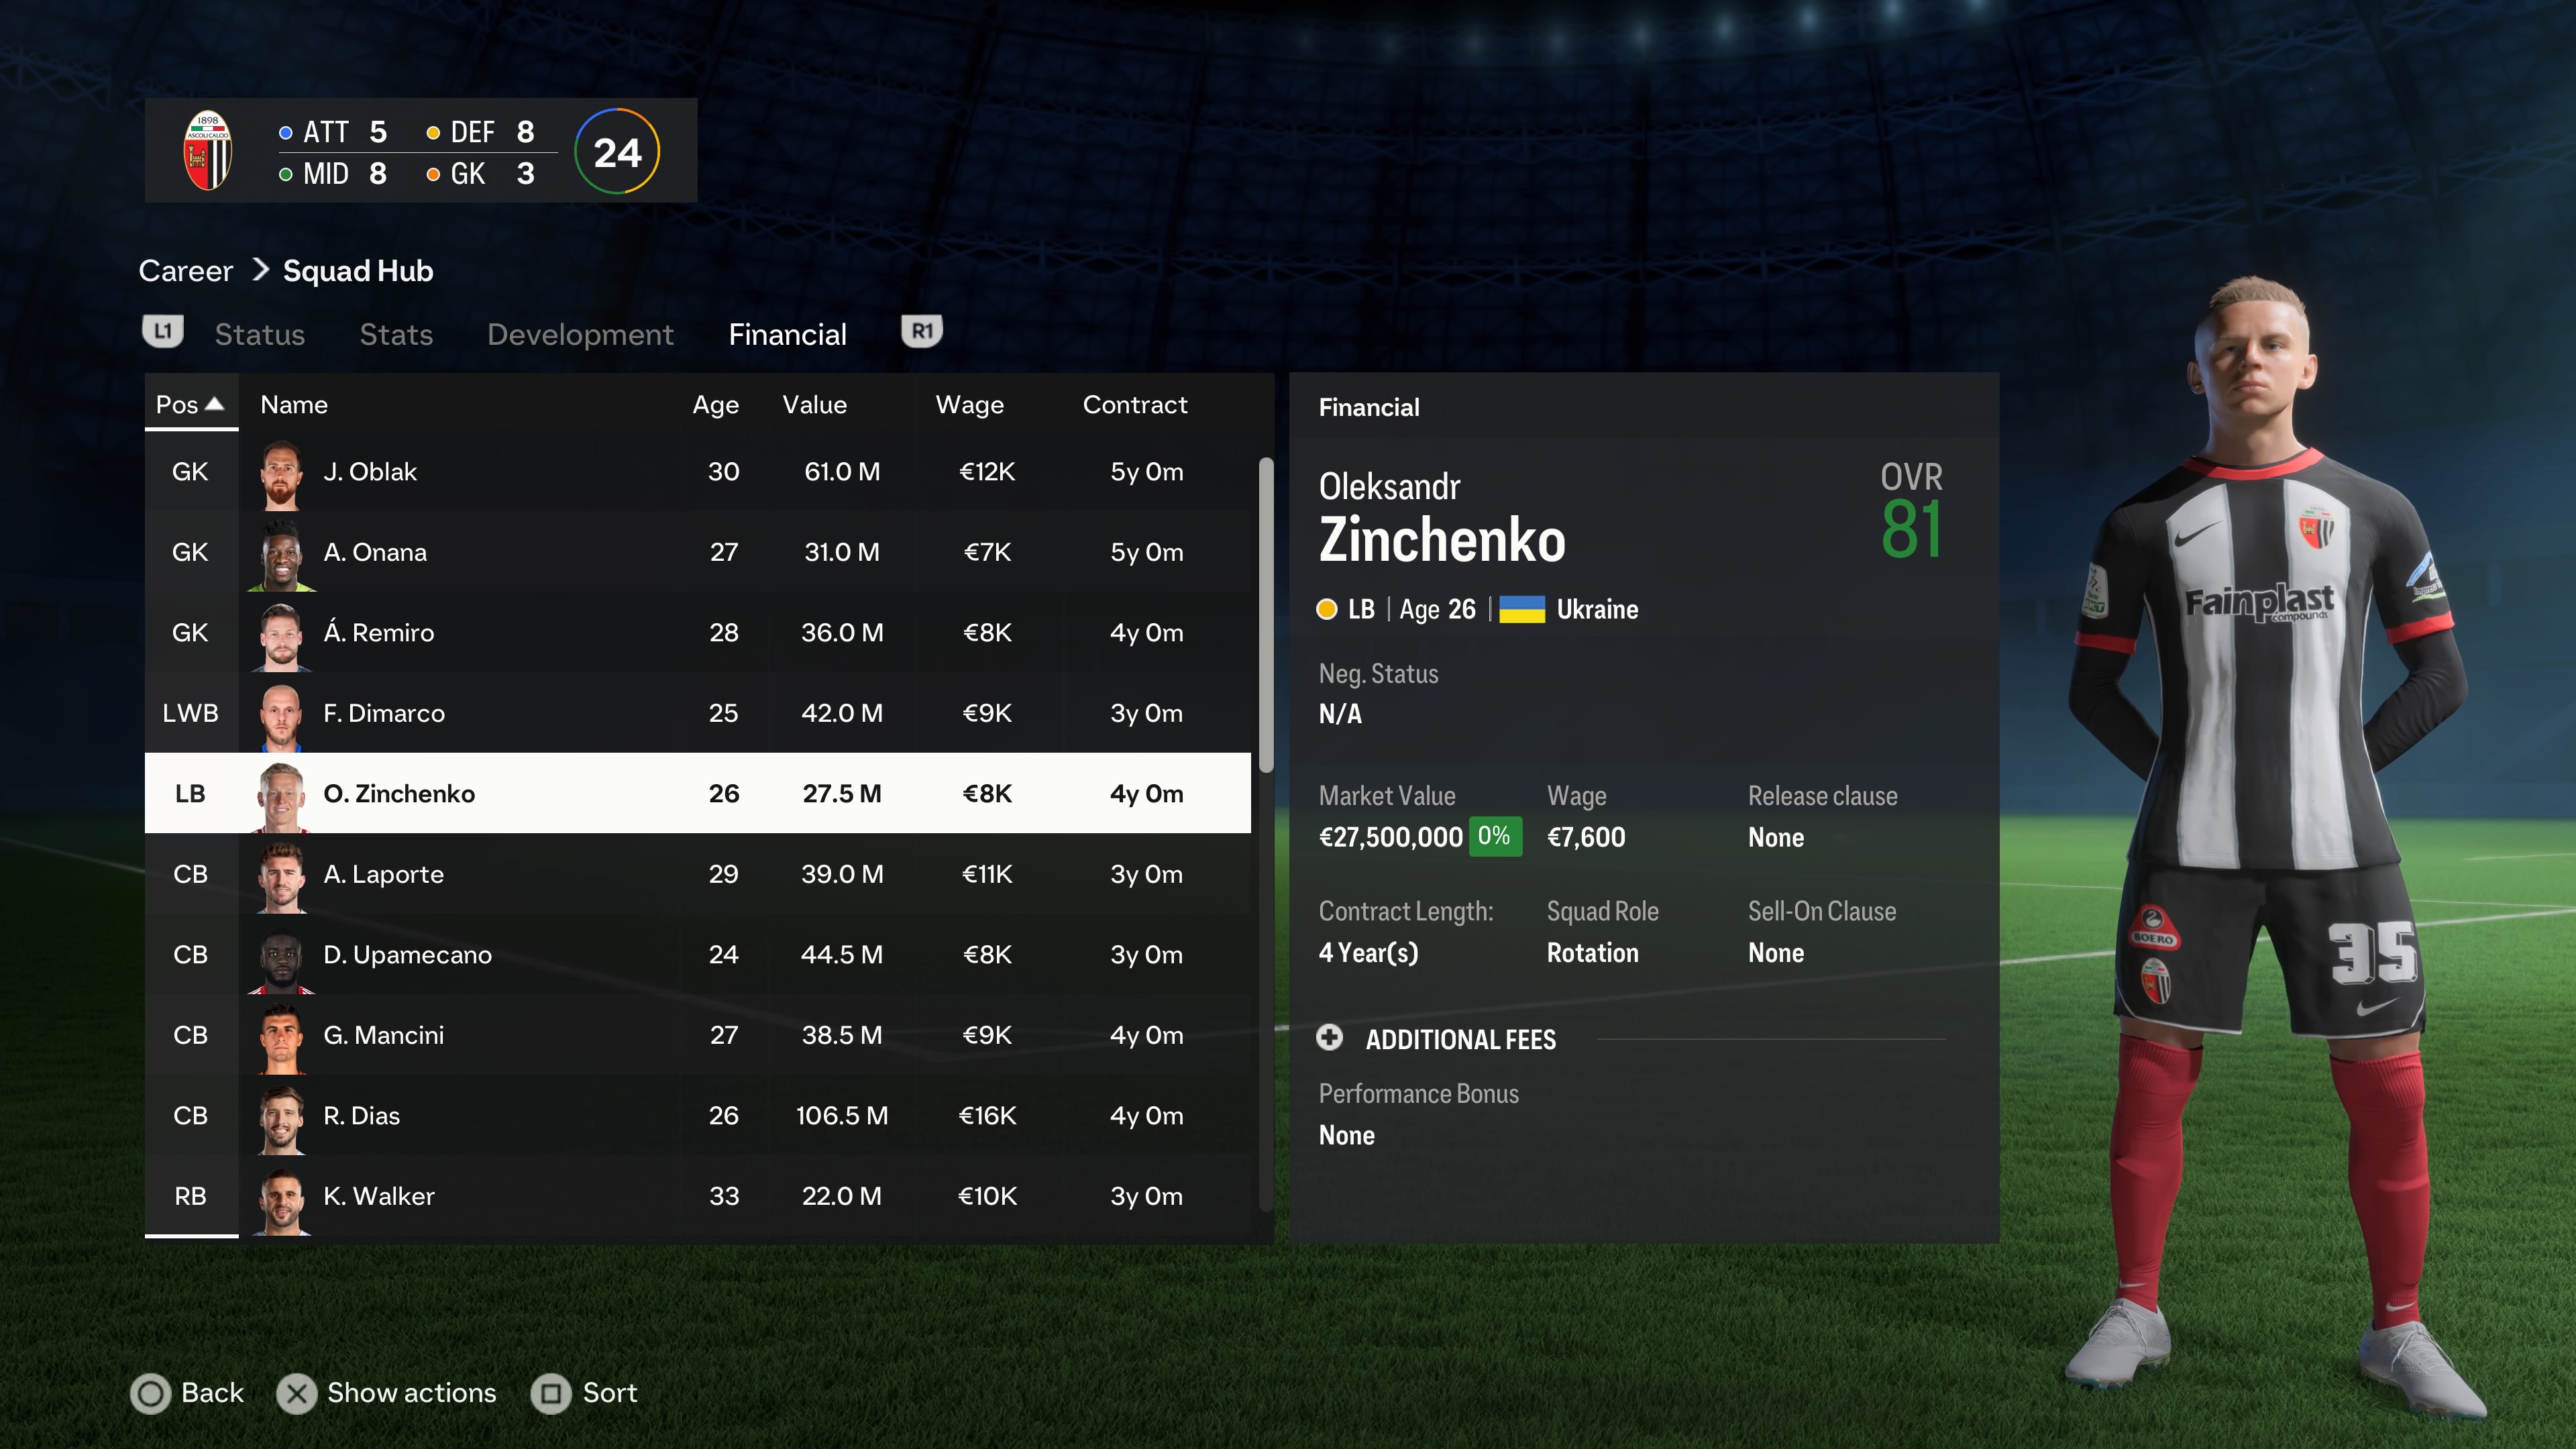 1898
ASCOLI CALCIO
ATT 5 DEF 8
MID 8 GK 3
24
Career > Squad Hub
L1 Status Stats Development Financial R1
Pos Name Age Value Wage Contract
GK J. Oblak 30 61.0 M €12K 5y 0m
GK A. Onana 27 31.0 M €7K 5y 0m
GK Á. Remiro 28 36.0 M €8K 4y 0m
LWB F. Dimarco 25 42.0 M €9K 3y 0m
LB O. Zinchenko 26 27.5 M €8K 4y 0m
CB A. Laporte 29 39.0 M €11K 3y 0m
CB D. Upamecano 24 44.5 M €8K 3y 0m
CB G. Mancini 27 38.5 M €9K 4y 0m
CB R. Dias 26 106.5 M €16K 4y 0m
RB K. Walker 33 22.0 M €10K 3y 0m
Financial
Oleksandr
Zinchenko
OVR
81
LB | Age 26 | Ukraine
Neg. Status
N/A
Market Value Wage Release clause
€27,500,000 0% €7,600 None
Contract Length: Squad Role Sell-On Clause
4 Year(s) Rotation None
ADDITIONAL FEES
Performance Bonus
None
Fainplast
compounds
BOERO
35
Back Show actions Sort